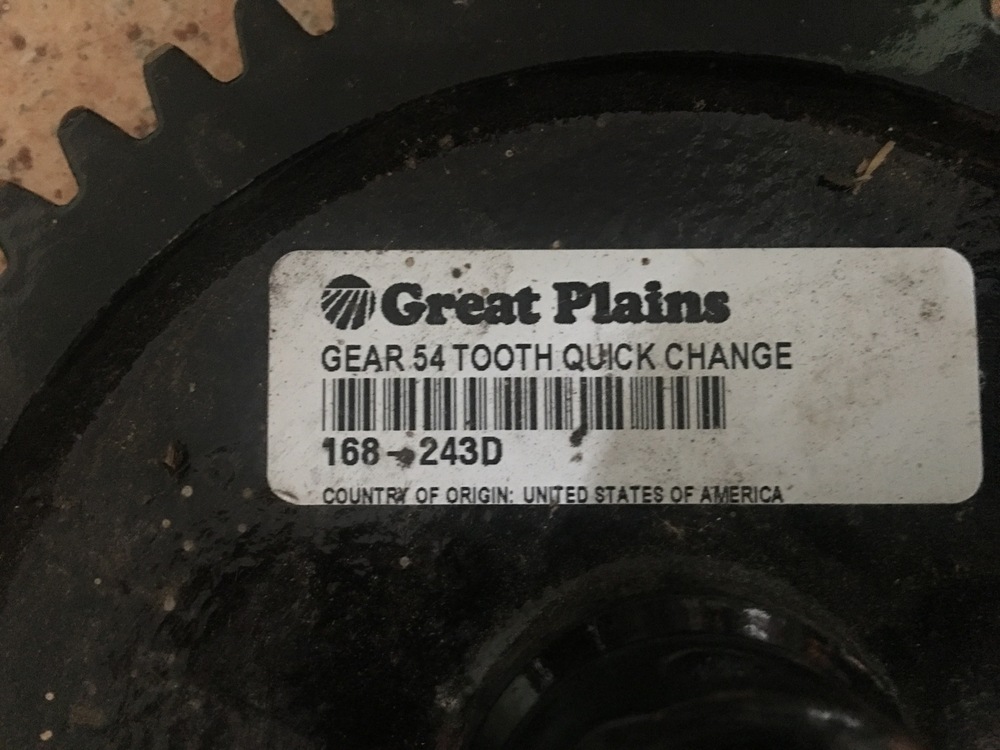 Great Plains
GEAR 54 TOOTH QUICK CHANGE
168-243D
COUNTRY OF ORIGIN: UNITED STATES OF AMERICA